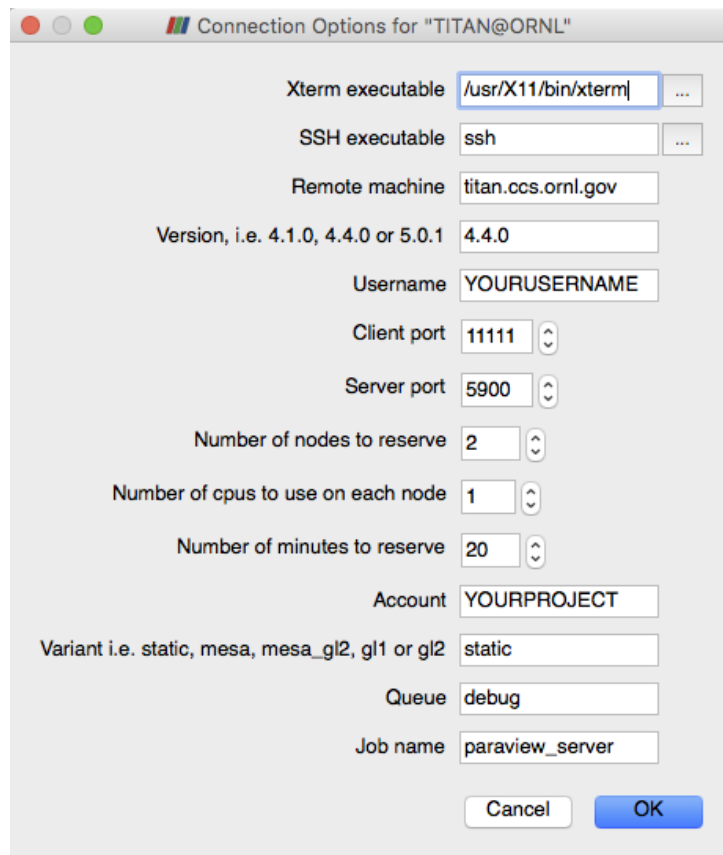 Connection Options for "TITAN@ORNL"
Xterm executable /usr/X11/bin/xterm ...
SSH executable ssh ...
Remote machine titan.ccs.ornl.gov
Version, i.e. 4.1.0, 4.4.0 or 5.0.1 4.4.0
Username YOURUSERNAME
Client port 11111
Server port 5900
Number of nodes to reserve 2
Number of cpus to use on each node 1
Number of minutes to reserve 20
Account YOURPROJECT
Variant i.e. static, mesa, mesa_gl2, gl1 or gl2 static
Queue debug
Job name paraview_server
Cancel OK